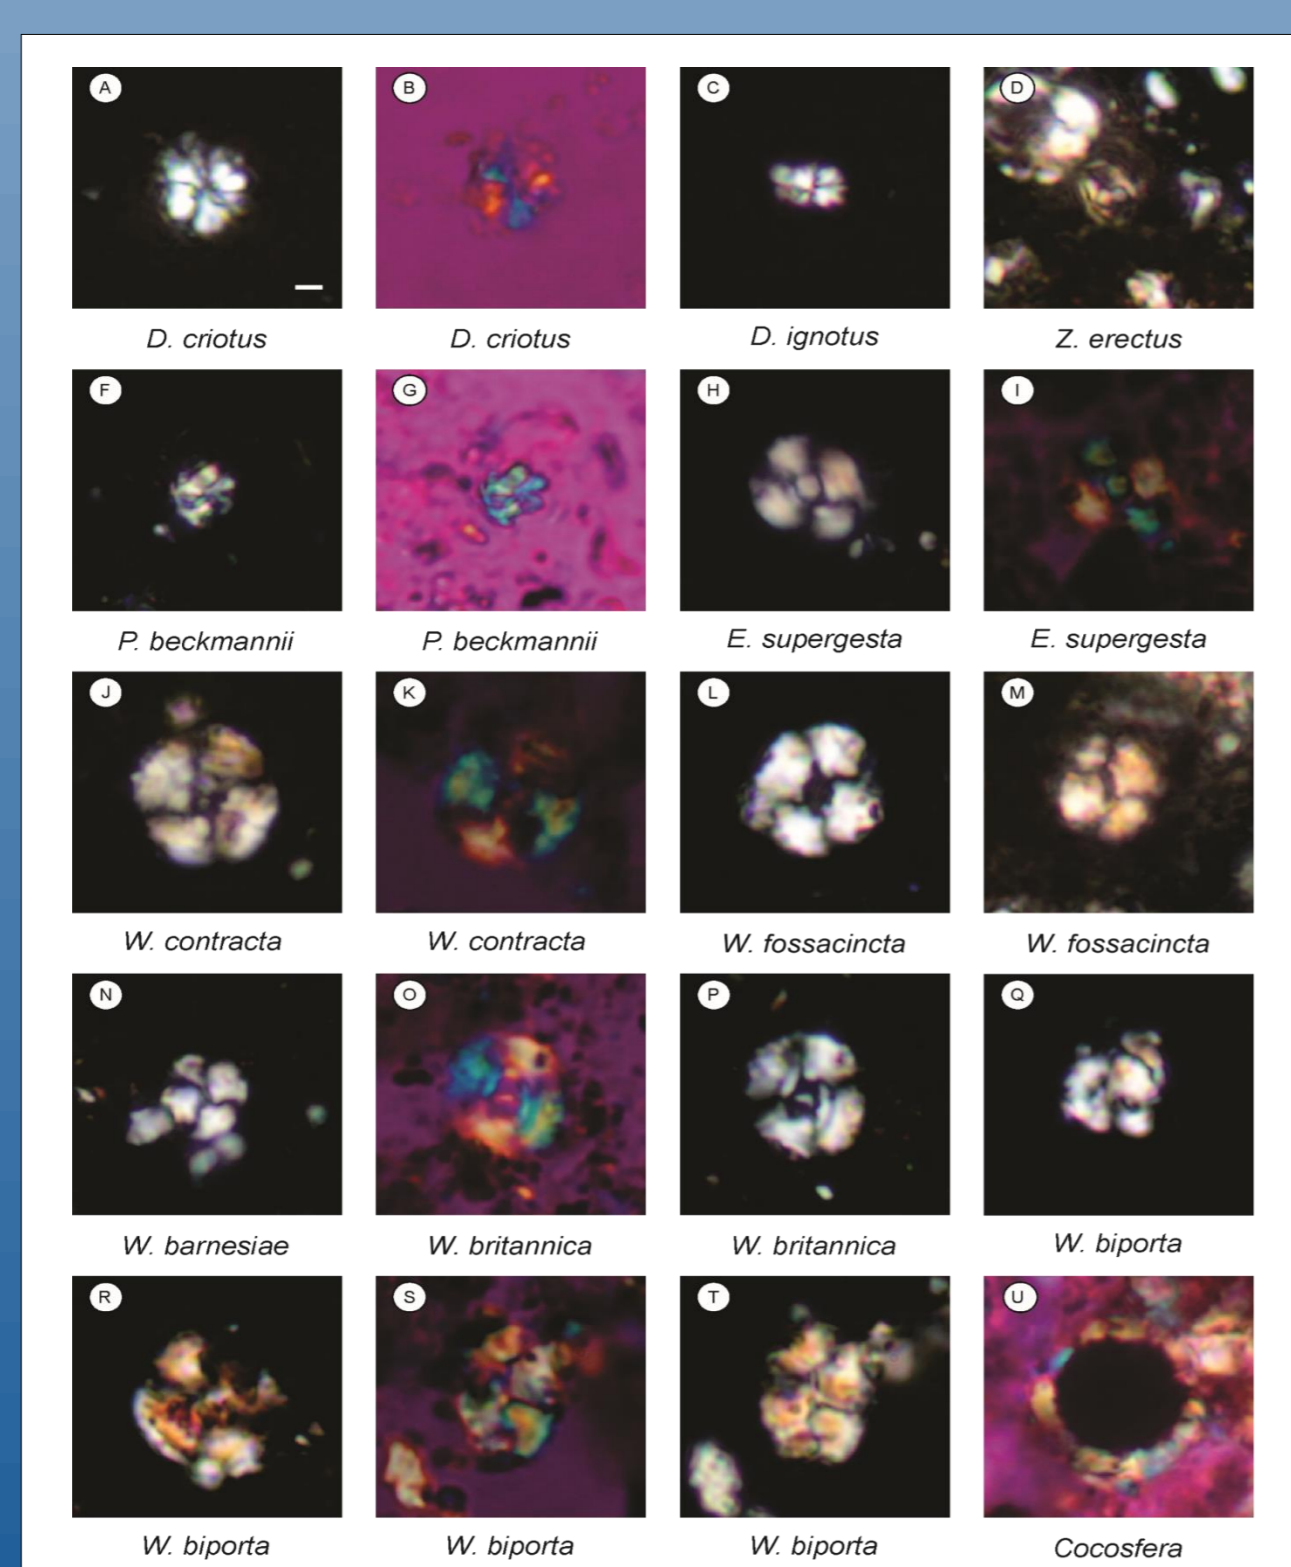 A B C D
D. criotus D. criotus D. ignotus Z. erectus
F G H I
P. beckmannii P. beckmannii E. supergesta E. supergesta
J K L M
W. contracta W. contracta W. fossacincta W. fossacincta
N O P Q
W. barnesiae W. britannica W. britannica W. biporta
R S T U
W. biporta W. biporta W. biporta Cocosfera